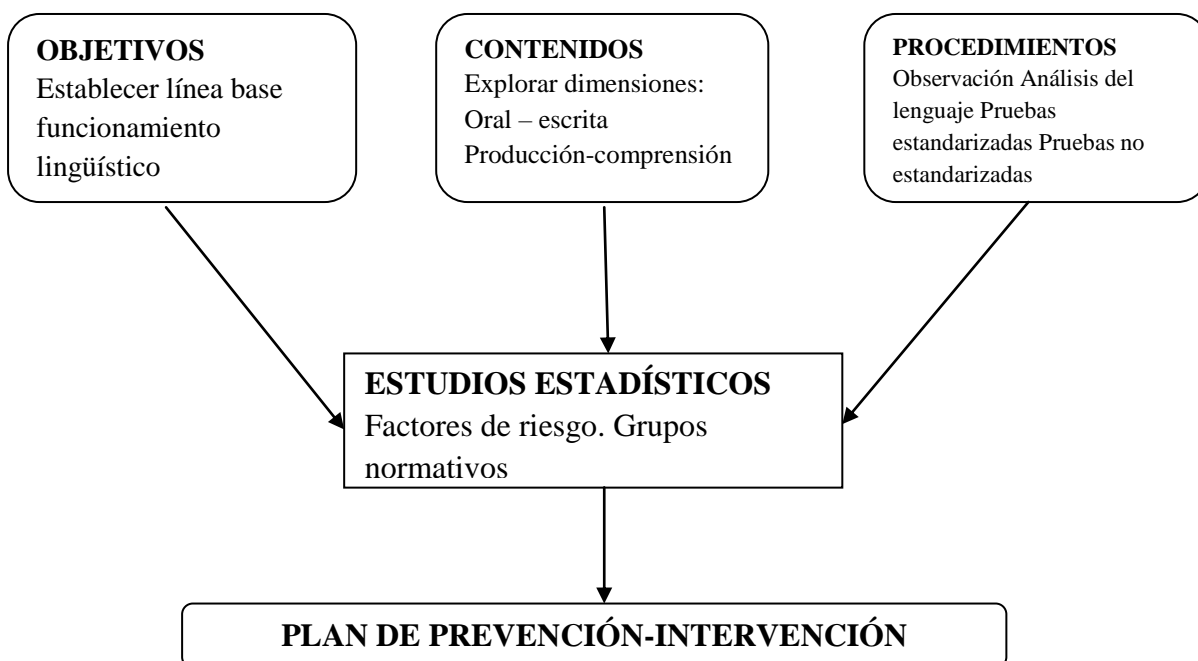 OBJETIVOS
Establecer línea base
funcionamiento
lingüístico
CONTENIDOS
Explorar dimensiones:
Oral – escrita
Producción-comprensión
PROCEDIMIENTOS
Observación Análisis del
lenguaje Pruebas
estandarizadas Pruebas no
estandarizadas
ESTUDIOS ESTADÍSTICOS
Factores de riesgo. Grupos
normativos
PLAN DE PREVENCIÓN-INTERVENCIÓN